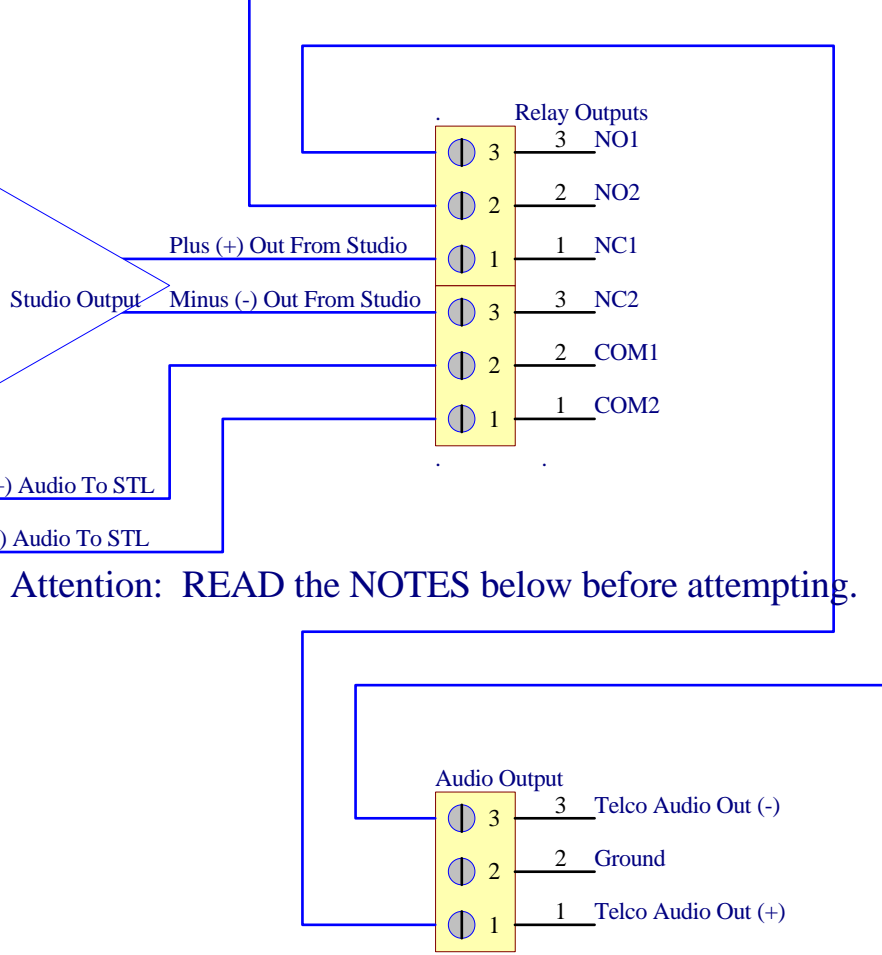 Relay Outputs
3 3 NO1
2 2 NO2
Plus (+) Out From Studio 1 1 NC1
Studio Output Minus (-) Out From Studio 3 3 NC2
2 2 COM1
1 1 COM2
) Audio To STL
) Audio To STL
Attention: READ the NOTES below before attempting.
Audio Output
3 3 Telco Audio Out (-)
2 2 Ground
1 1 Telco Audio Out (+)